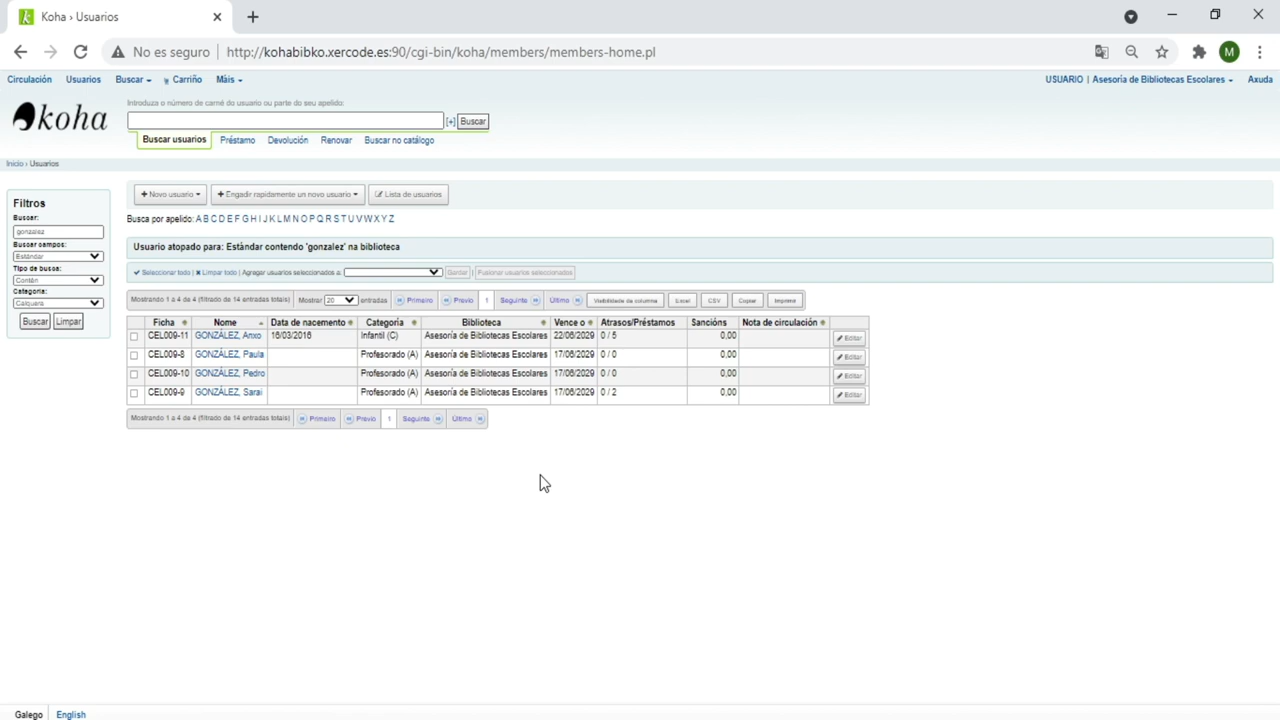 Koha › Usuarios
No es seguro http://kohabibko.xercode.es:90/cgi-bin/koha/members/members-home.pl M
Circulación Usuarios Buscar Carriño Máis USUARIO | Asesoría de Bibliotecas Escolares Axuda
koha
Introduza o número de carné do usuario ou parte do seu apelido:
[+] Buscar
Buscar usuarios Préstamo Devolución Renovar Buscar no catálogo
Inicio › Usuarios
Filtros
Buscar:
gonzalez
Buscar campos:
Estándar
Tipo de busca:
Contén
Categoría:
Calquera
Buscar Limpar
Novo usuario Engadir rapidamente un novo usuario Lista de usuarios
Busca por apelido: A B C D E F G H I J K L M N O P Q R S T U V W X Y Z
Usuario atopado para: Estándar contendo 'gonzalez' na biblioteca
Seleccionar todo | Limpar todo | Agregar usuarios seleccionados a: Gardar | Fusionar usuarios seleccionados
Mostrando 1 a 4 de 4 (filtrado de 14 entradas totais) Mostrar 20 entradas Primeiro Previo 1 Seguinte Último Visibilidade da columna Excel CSV Copiar Imprimir
Ficha Nome Data de nacemento Categoría Biblioteca Vence o Atrasos/Préstamos Sancións Nota de circulación
CEL009-11 GONZÁLEZ, Anxo 16/03/2016 Infantil (C) Asesoría de Bibliotecas Escolares 22/06/2029 0 / 5 0,00 Editar
CEL009-8 GONZÁLEZ, Paula Profesorado (A) Asesoría de Bibliotecas Escolares 17/06/2029 0 / 0 0,00 Editar
CEL009-10 GONZÁLEZ, Pedro Profesorado (A) Asesoría de Bibliotecas Escolares 17/06/2029 0 / 0 0,00 Editar
CEL009-9 GONZÁLEZ, Sarai Profesorado (A) Asesoría de Bibliotecas Escolares 17/06/2029 0 / 2 0,00 Editar
Mostrando 1 a 4 de 4 (filtrado de 14 entradas totais) Primeiro Previo 1 Seguinte Último
Galego English